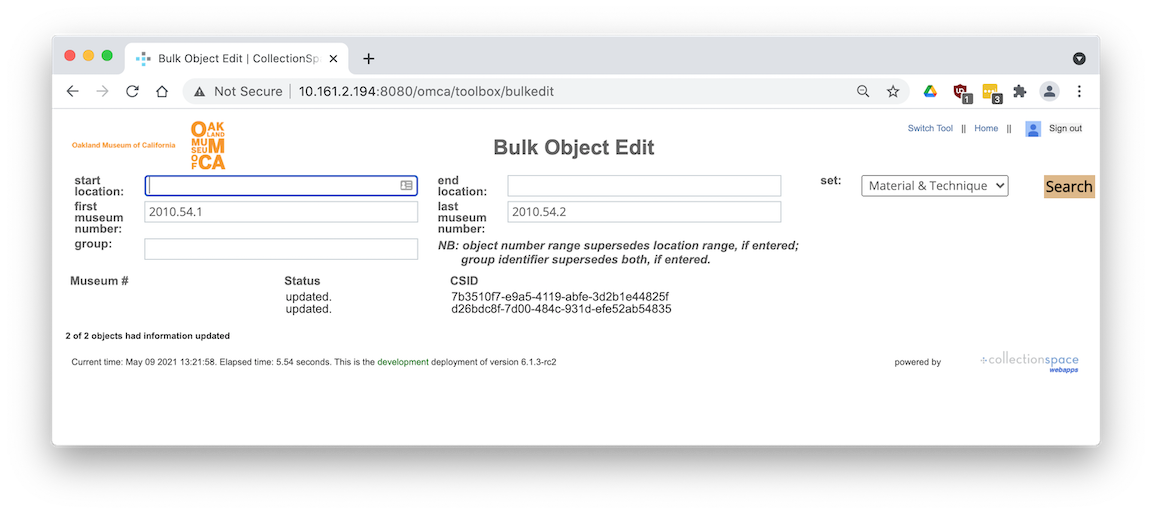 Bulk Object Edit | CollectionSp
Not Secure | 10.161.2.194:8080/omca/toolbox/bulkedit
1
3
Switch Tool || Home || Sign out
Oakland Museum of California
OAK
LAND
MU
SEUM
OF CA
Bulk Object Edit
start location:
end location:
set: Material & Technique
Search
first museum number: 2010.54.1
last museum number: 2010.54.2
group:
NB: object number range supersedes location range, if entered;
group identifier supersedes both, if entered.
Museum # Status CSID
updated. 7b3510f7-e9a5-4119-abfe-3d2b1e44825f
updated. d26bdc8f-7d00-484c-931d-efe52ab54835
2 of 2 objects had information updated
Current time: May 09 2021 13:21:58. Elapsed time: 5.54 seconds. This is the development deployment of version 6.1.3-rc2
powered by
collectionspace
webapps